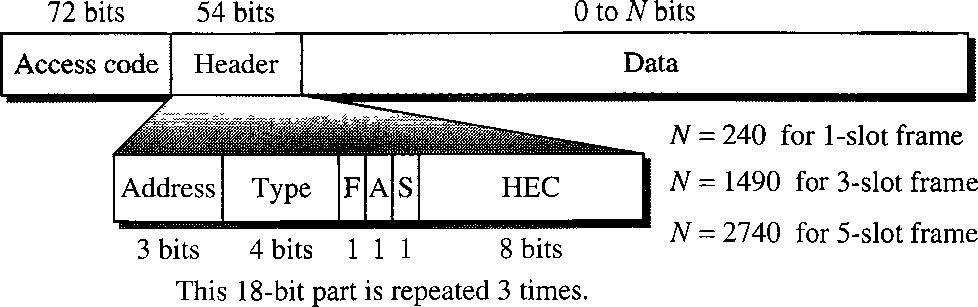 72 bits 54 bits 0 to N bits
Access code Header Data
N = 240 for 1-slot frame
Address Type F A S HEC
N = 1490 for 3-slot frame
3 bits 4 bits 1 1 1 8 bits
N = 2740 for 5-slot frame
This 18-bit part is repeated 3 times.